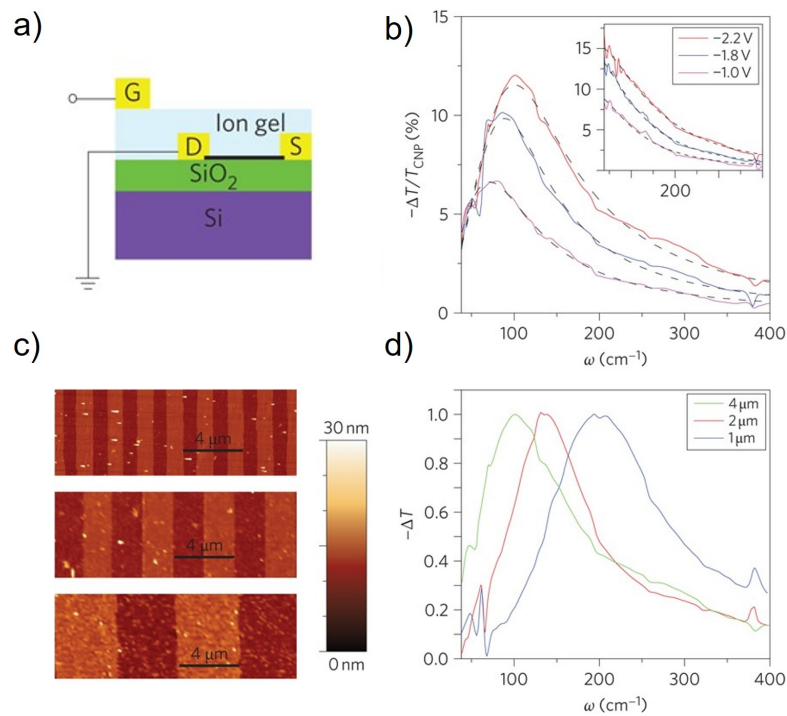 a)
G
Ion gel
D
S
SiO₂
Si
b)
−ΔT/T_CNP (%)
15
10
5
0
100
200
300
400
ω (cm⁻¹)
15
10
5
200
−2.2 V
−1.8 V
−1.0 V
c)
4 μm
4 μm
4 μm
30 nm
0 nm
d)
−ΔT
1.0
0.8
0.6
0.4
0.2
0.0
100
200
300
400
ω (cm⁻¹)
4 μm
2 μm
1 μm